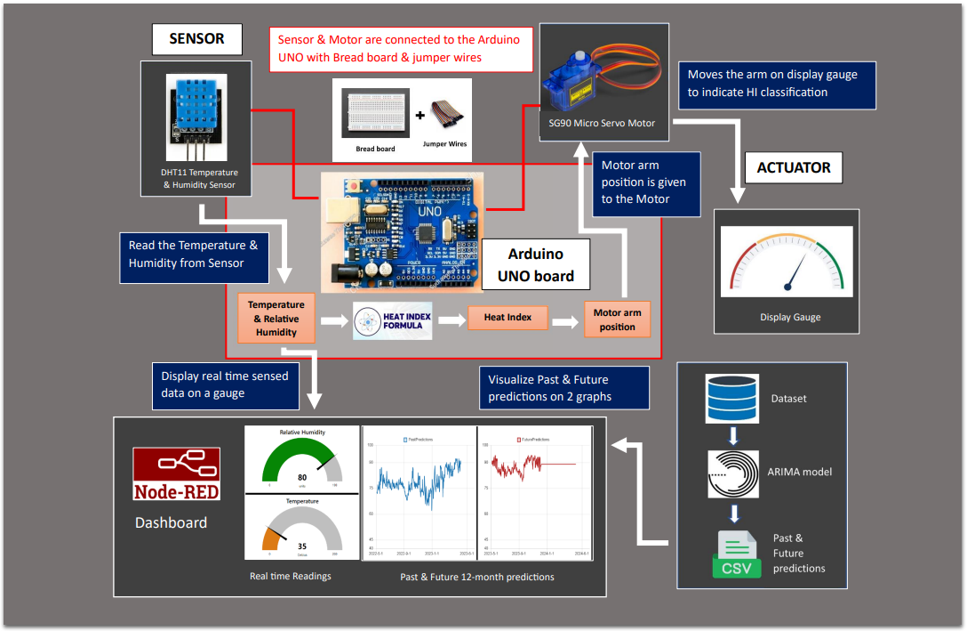 SENSOR
Sensor & Motor are connected to the Arduino
UNO with Bread board & jumper wires
DHT11 Temperature
& Humidity Sensor
Bread board
+
Jumper Wires
SG90 Micro Servo Motor
Moves the arm on display gauge
to indicate HI classification
ACTUATOR
Motor arm
position is given
to the Motor
Read the Temperature &
Humidity from Sensor
UNO
Arduino
UNO board
Display Gauge
Temperature
& Relative
Humidity
HEAT INDEX
FORMULA
Heat Index
Motor arm
position
Display real time sensed
data on a gauge
Visualize Past & Future
predictions on 2 graphs
Dataset
ARIMA model
CSV
Past &
Future
predictions
Node-RED
Dashboard
Relative Humidity
80
Temperature
35
Real time Readings
PastPredictions
FuturePredictions
Past & Future 12-month predictions